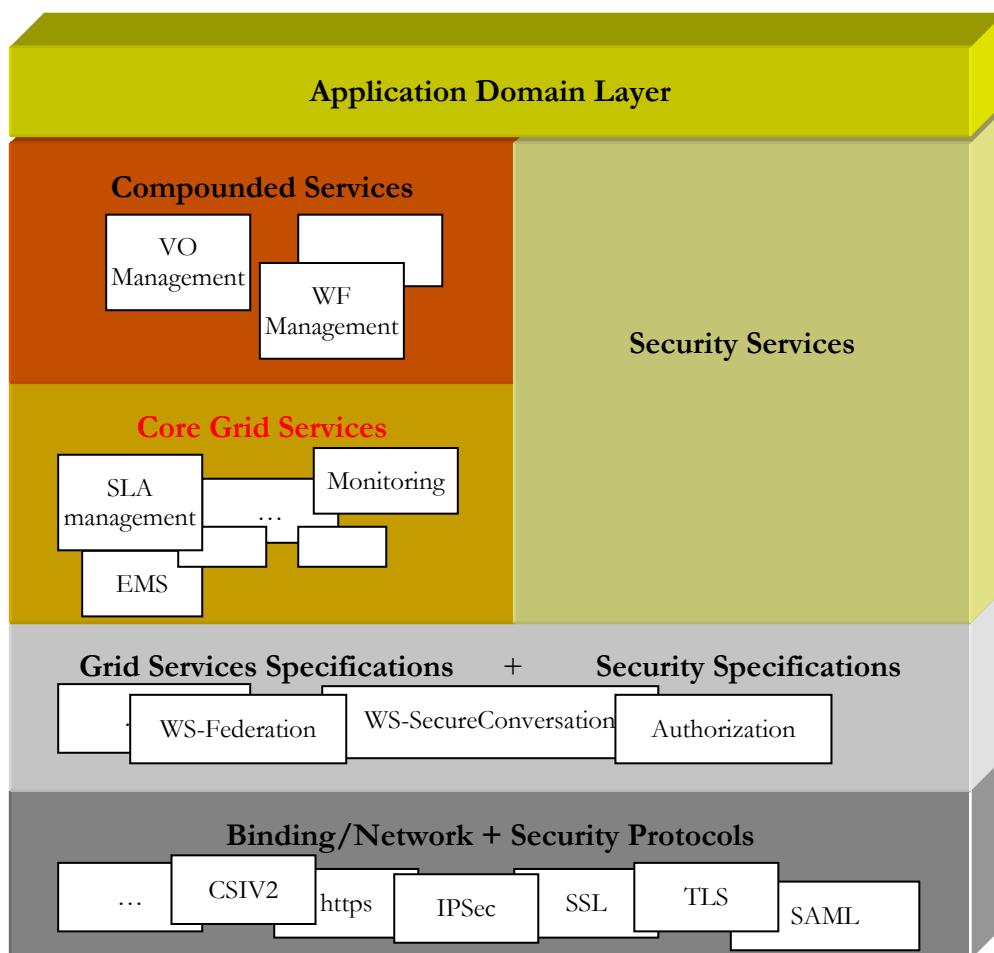 Application Domain Layer
Compounded Services
VO
Management
WF
Management
Security Services
Core Grid Services
SLA
management
…
Monitoring
EMS
Grid Services Specifications + Security Specifications
WS-Federation
WS-SecureConversation
Authorization
Binding/Network + Security Protocols
…
CSIV2
https
IPSec
SSL
TLS
SAML